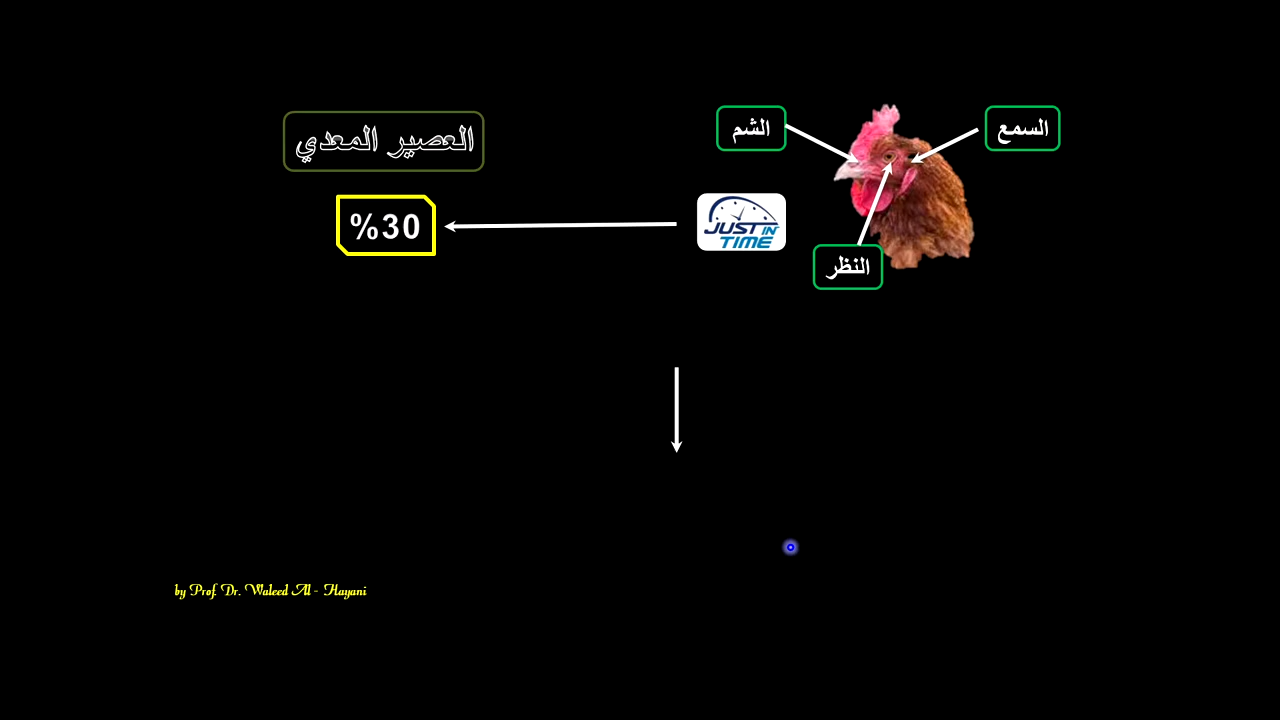 العصير المعدي
الشم
السمع
%30
JUST IN
TIME
النظر
by Prof. Dr. Waleed Al - Hayani